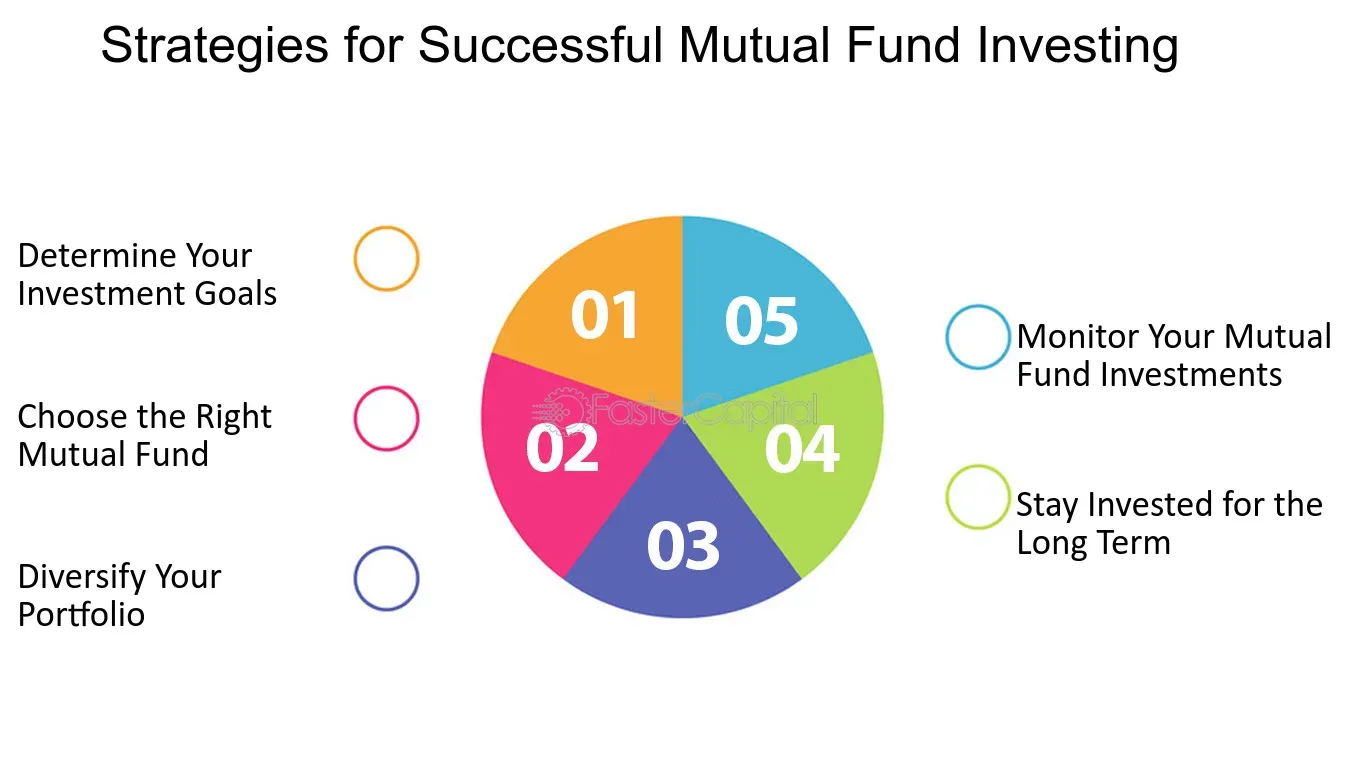 Strategies for Successful Mutual Fund Investing
Determine Your
Investment Goals
Choose the Right
Mutual Fund
Diversify Your
Portfolio
01
05
02
04
03
FasterCapital
Monitor Your Mutual
Fund Investments
Stay Invested for the
Long Term